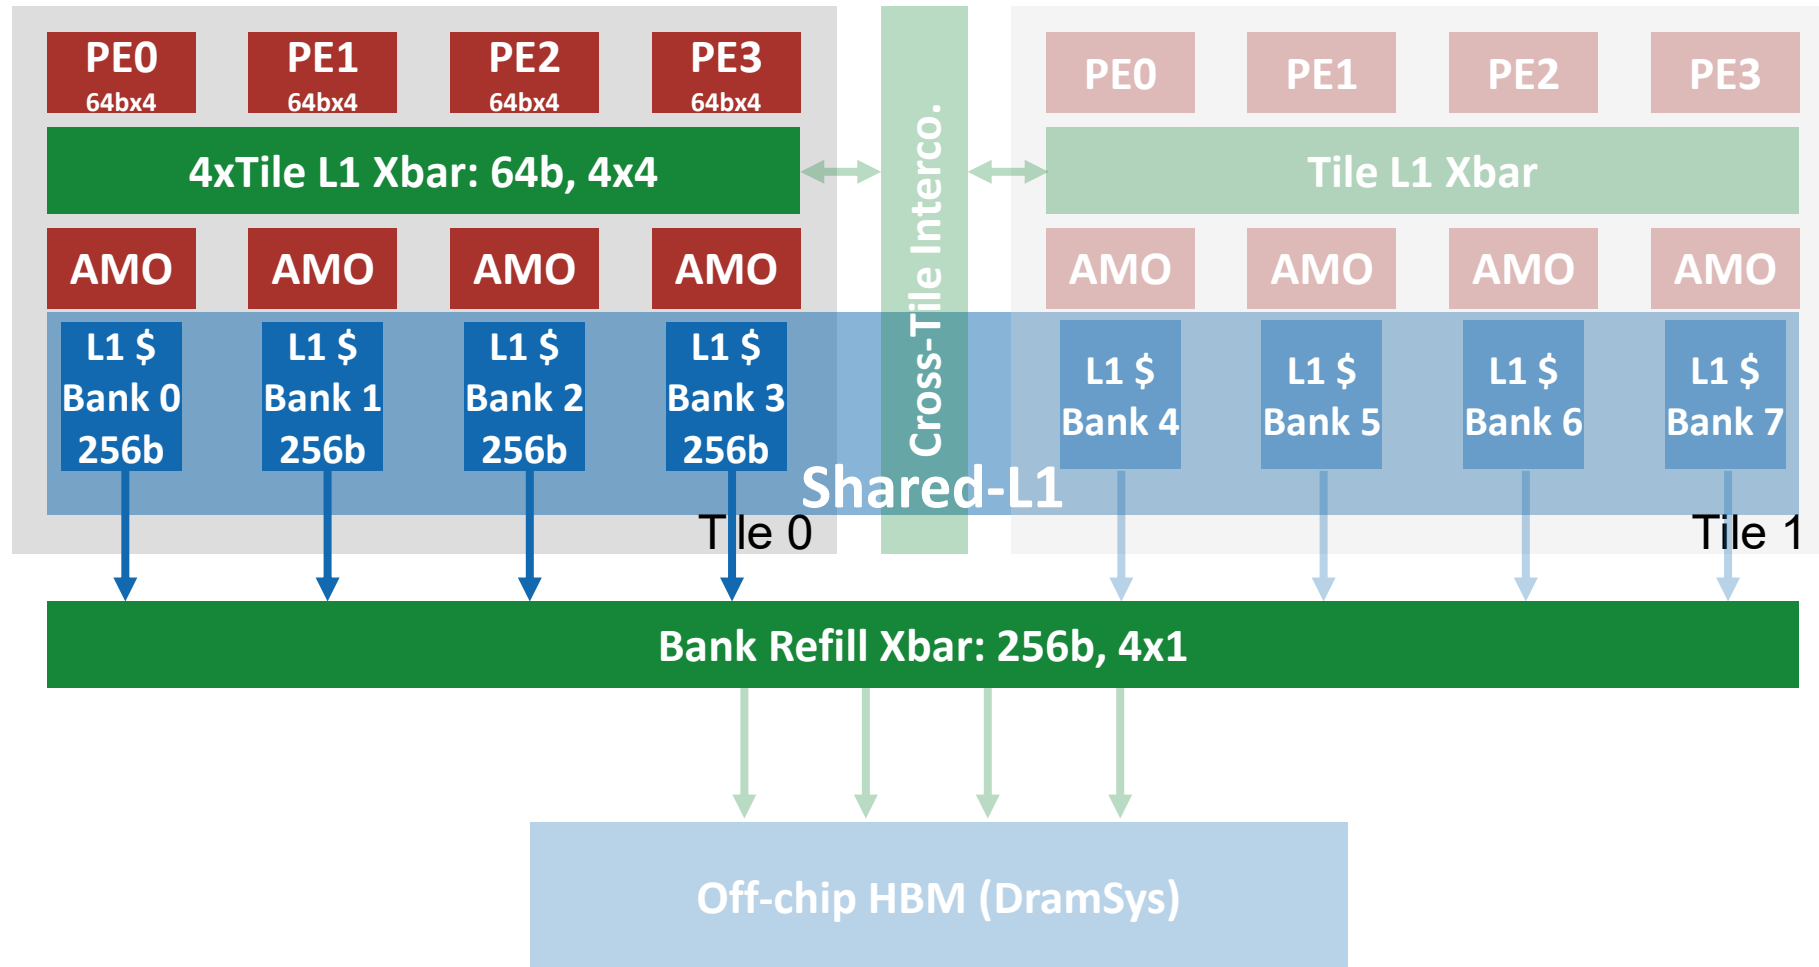 PE0
64bx4
PE1
64bx4
PE2
64bx4
PE3
64bx4
4xTile L1 Xbar: 64b, 4x4
AMO
AMO
AMO
AMO
L1 $
Bank 0
256b
L1 $
Bank 1
256b
L1 $
Bank 2
256b
L1 $
Bank 3
256b
Tile 0
Cross-Tile Interco.
PE0
PE1
PE2
PE3
Tile L1 Xbar
AMO
AMO
AMO
AMO
L1 $
Bank 4
L1 $
Bank 5
L1 $
Bank 6
L1 $
Bank 7
Shared-L1
Tile 1
Bank Refill Xbar: 256b, 4x1
Off-chip HBM (DramSys)